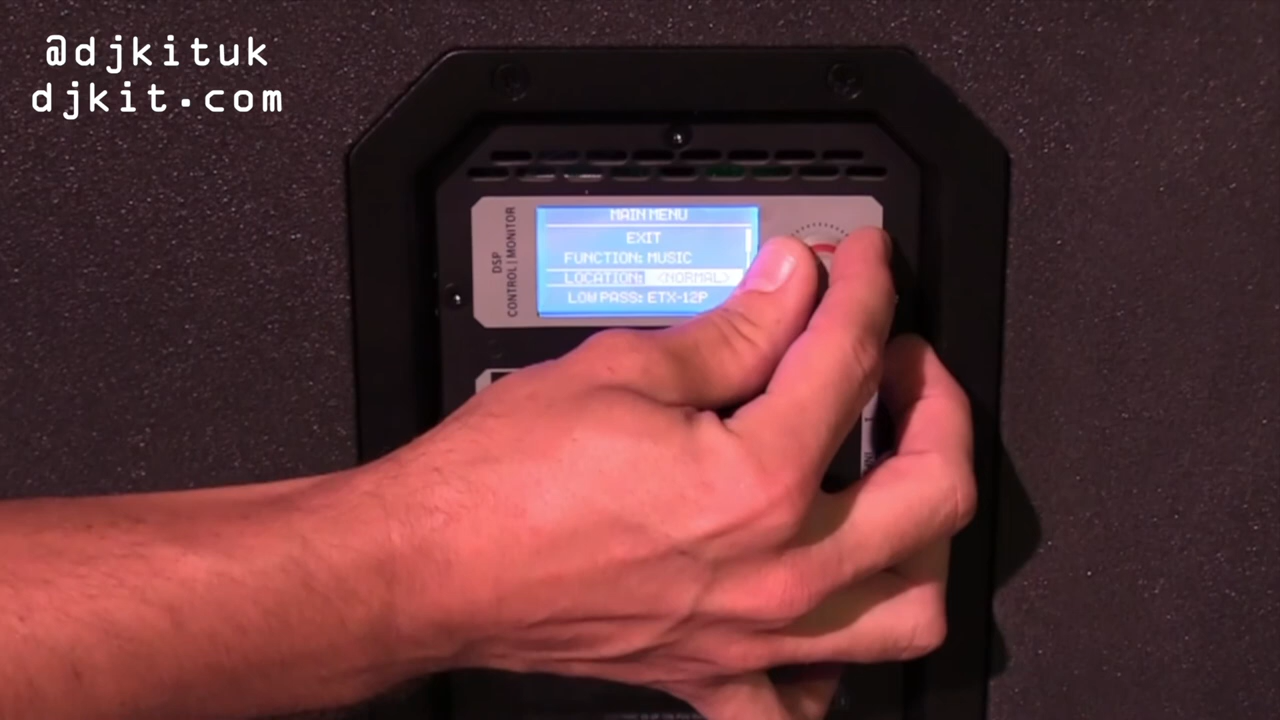 @djkituk
djkit.com
DSP
CONTROL | MONITOR
MAIN MENU
EXIT
FUNCTION: MUSIC
LOCATION: <NORMAL>
LOW PASS: ETX-12P